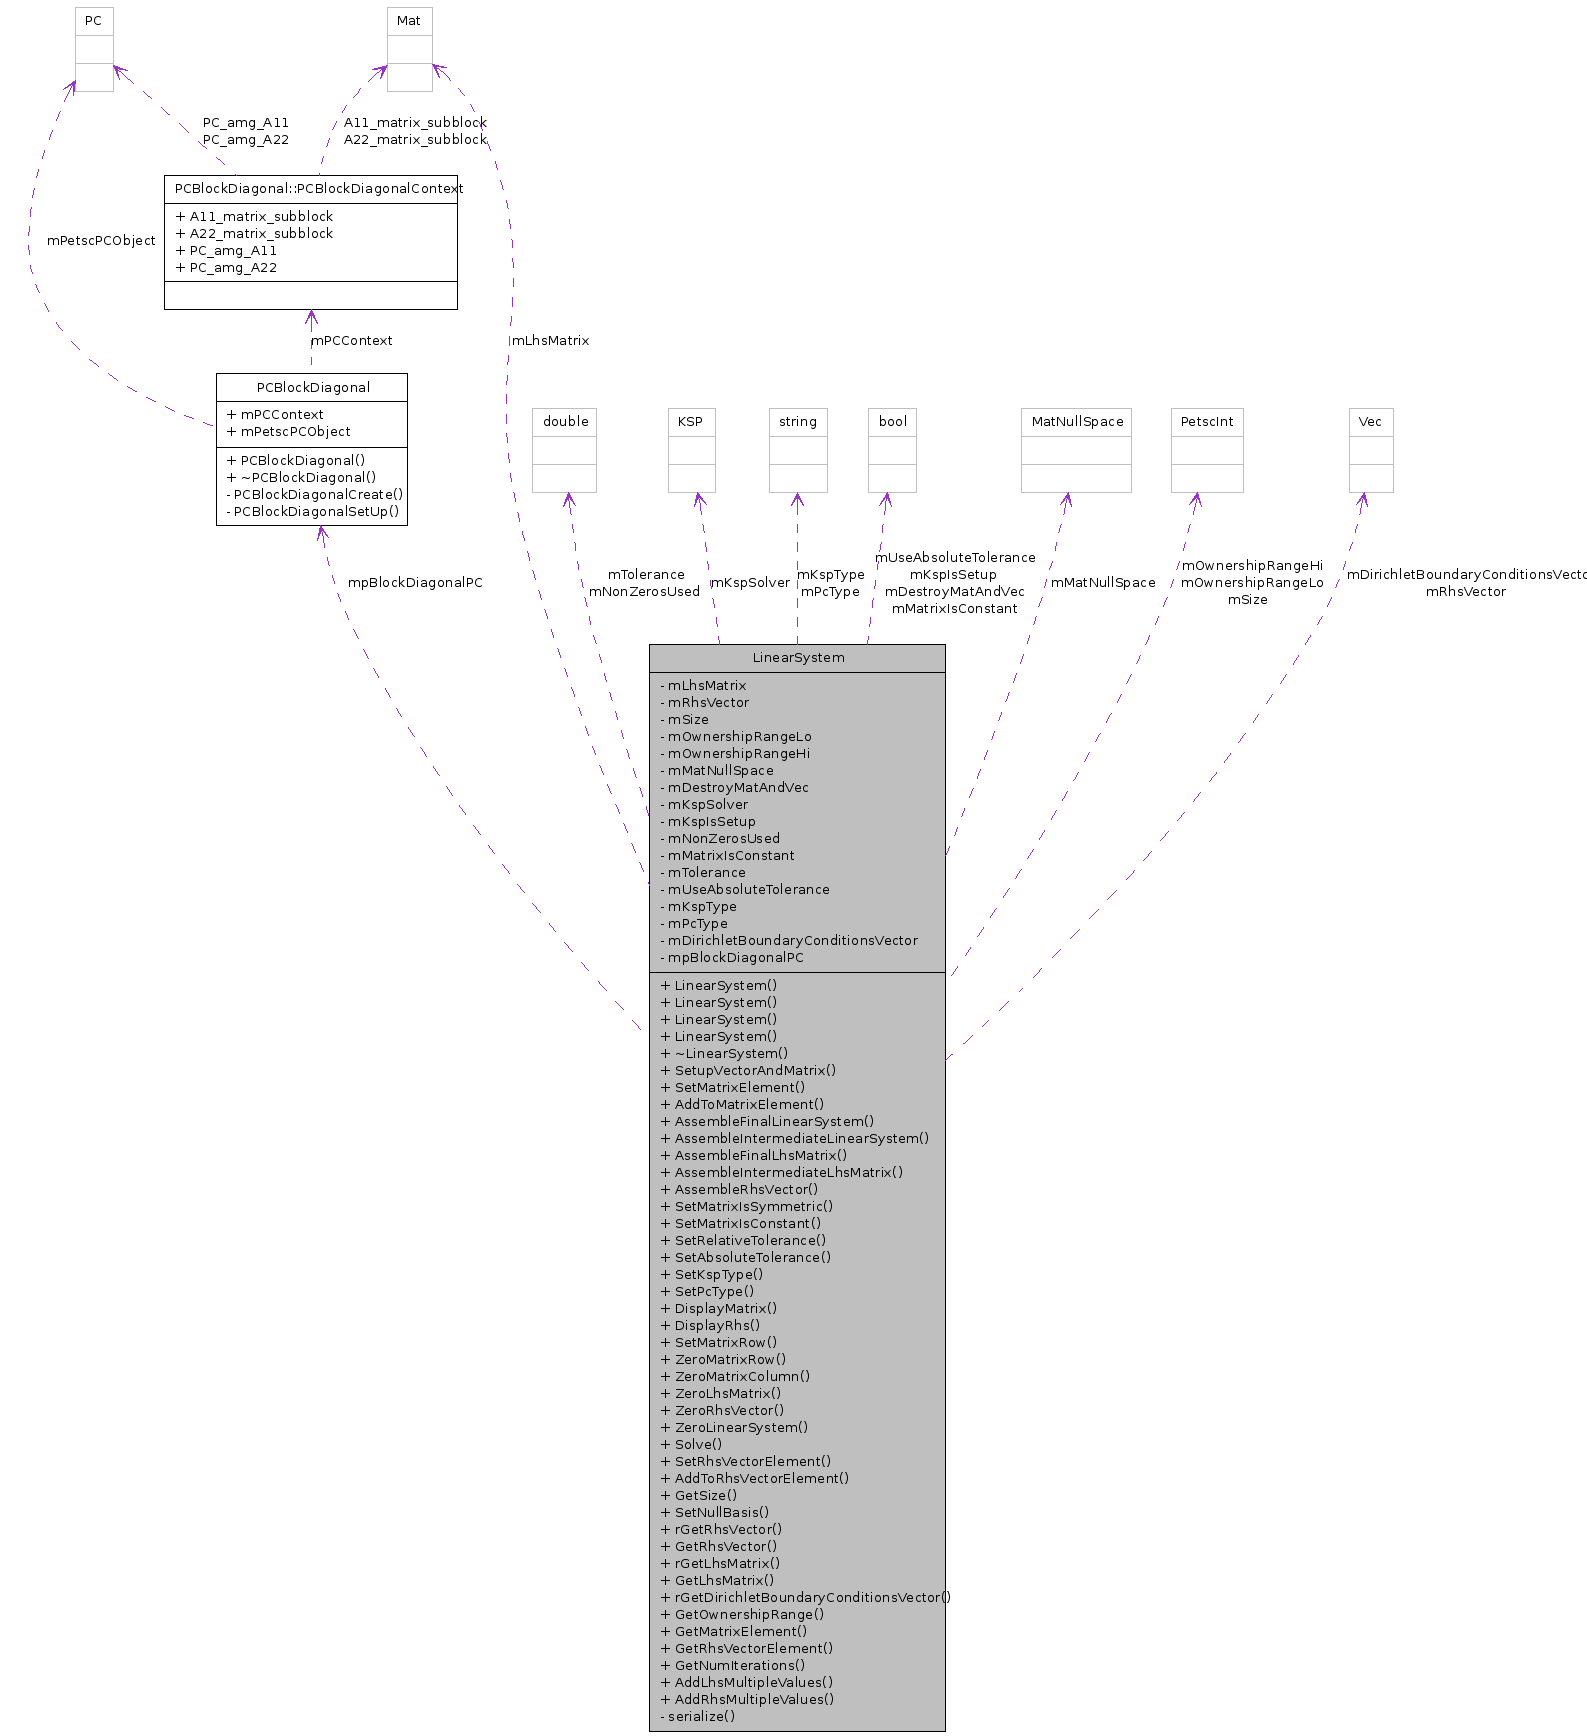 PC
Mat
PC_amg_A11
PC_amg_A22
A11_matrix_subblock
A22_matrix_subblock
PCBlockDiagonal::PCBlockDiagonalContext
+ A11_matrix_subblock
+ A22_matrix_subblock
+ PC_amg_A11
+ PC_amg_A22
mPetscPCObject
mPCContext
mLhsMatrix
PCBlockDiagonal
+ mPCContext
+ mPetscPCObject
+ PCBlockDiagonal()
+ ~PCBlockDiagonal()
- PCBlockDiagonalCreate()
- PCBlockDiagonalSetUp()
double
KSP
string
bool
MatNullSpace
PetscInt
Vec
mpBlockDiagonalPC
mTolerance
mNonZerosUsed
mKspSolver
mKspType
mPcType
mUseAbsoluteTolerance
mKspIsSetup
mDestroyMatAndVec
mMatrixIsConstant
mMatNullSpace
mOwnershipRangeHi
mOwnershipRangeLo
mSize
mDirichletBoundaryConditionsVecto
mRhsVector
LinearSystem
- mLhsMatrix
- mRhsVector
- mSize
- mOwnershipRangeLo
- mOwnershipRangeHi
- mMatNullSpace
- mDestroyMatAndVec
- mKspSolver
- mKspIsSetup
- mNonZerosUsed
- mMatrixIsConstant
- mTolerance
- mUseAbsoluteTolerance
- mKspType
- mPcType
- mDirichletBoundaryConditionsVector
- mpBlockDiagonalPC
+ LinearSystem()
+ LinearSystem()
+ LinearSystem()
+ LinearSystem()
+ ~LinearSystem()
+ SetupVectorAndMatrix()
+ SetMatrixElement()
+ AddToMatrixElement()
+ AssembleFinalLinearSystem()
+ AssembleIntermediateLinearSystem()
+ AssembleFinalLhsMatrix()
+ AssembleIntermediateLhsMatrix()
+ AssembleRhsVector()
+ SetMatrixIsSymmetric()
+ SetMatrixIsConstant()
+ SetRelativeTolerance()
+ SetAbsoluteTolerance()
+ SetKspType()
+ SetPcType()
+ DisplayMatrix()
+ DisplayRhs()
+ SetMatrixRow()
+ ZeroMatrixRow()
+ ZeroMatrixColumn()
+ ZeroLhsMatrix()
+ ZeroRhsVector()
+ ZeroLinearSystem()
+ Solve()
+ SetRhsVectorElement()
+ AddToRhsVectorElement()
+ GetSize()
+ SetNullBasis()
+ rGetRhsVector()
+ GetRhsVector()
+ rGetLhsMatrix()
+ GetLhsMatrix()
+ rGetDirichletBoundaryConditionsVector()
+ GetOwnershipRange()
+ GetMatrixElement()
+ GetRhsVectorElement()
+ GetNumIterations()
+ AddLhsMultipleValues()
+ AddRhsMultipleValues()
- serialize()